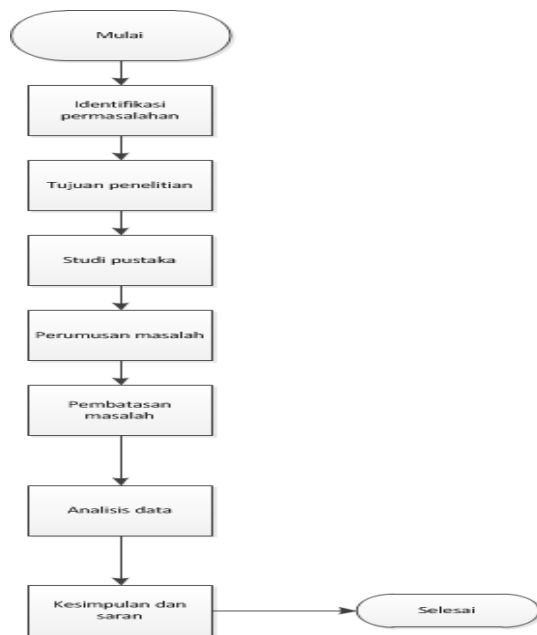 Mulai
Identifikasi
permasalahan
Tujuan penelitian
Studi pustaka
Perumusan masalah
Pembatasan
masalah
Analisis data
Kesimpulan dan
saran
Selesai